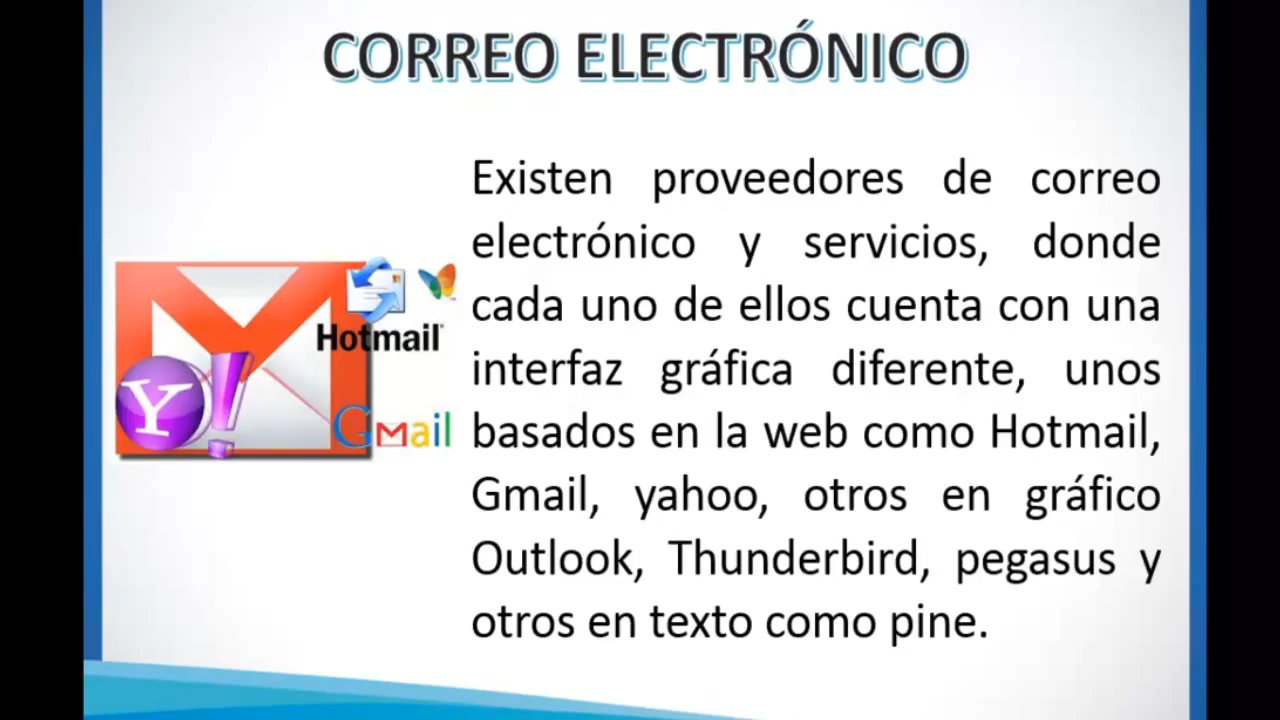 CORREO ELECTRÓNICO
Existen proveedores de correo
electrónico y servicios, donde
cada uno de ellos cuenta con una
interfaz gráfica diferente, unos
basados en la web como Hotmail,
Gmail, yahoo, otros en gráfico
Outlook, Thunderbird, pegasus y
otros en texto como pine.
Hotmail
Y!
Gmail